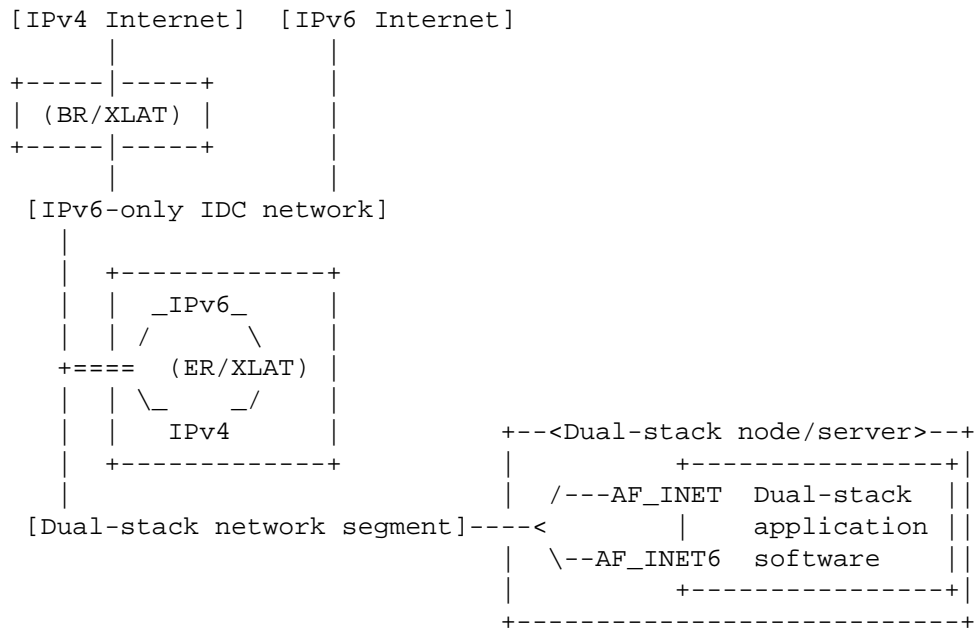 [IPv4 Internet] [IPv6 Internet]
(BR/XLAT)
[IPv6-only IDC network]
_IPv6_
(ER/XLAT)
IPv4
<Dual-stack node/server>
AF_INET Dual-stack
[Dual-stack network segment] application
AF_INET6 software